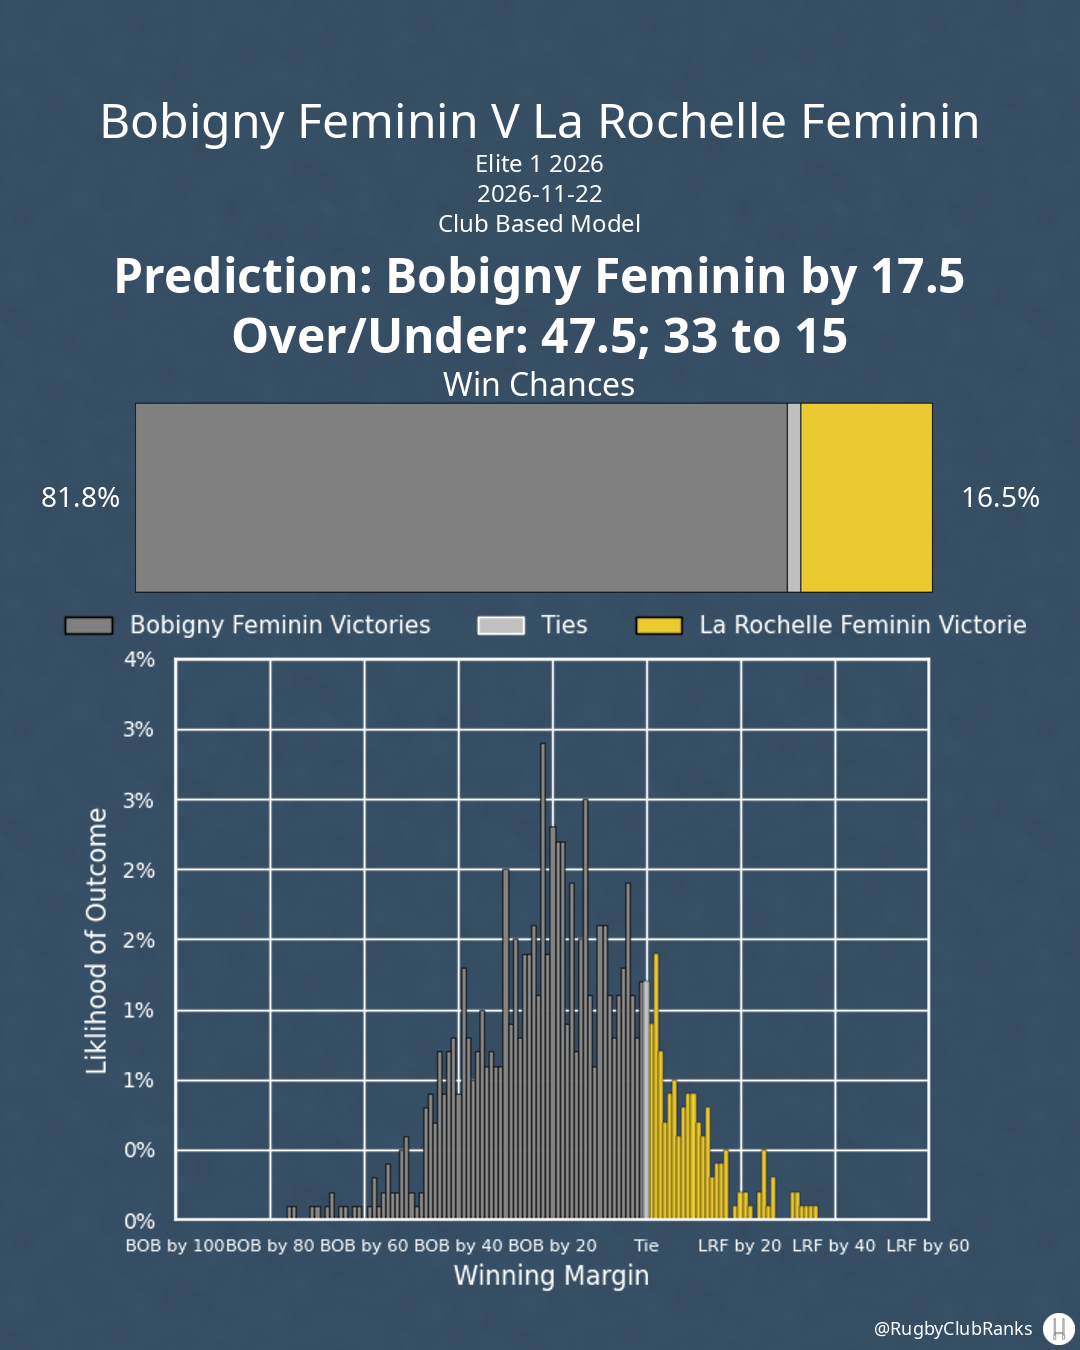 Bobigny Feminin V La Rochelle Feminin
Elite 1 2026
2026-11-22
Club Based Model
Prediction: Bobigny Feminin by 17.5
Over/Under: 47.5; 33 to 15
Win Chances
81.8%
16.5%
Bobigny Feminin Victories
Ties
La Rochelle Feminin Victorie
4%
3%
3%
2%
2%
1%
1%
0%
0%
Liklihood of Outcome
BOB by 100
BOB by 80
BOB by 60
BOB by 40
BOB by 20
Tie
LRF by 20
LRF by 40
LRF by 60
Winning Margin
@RugbyClubRanks